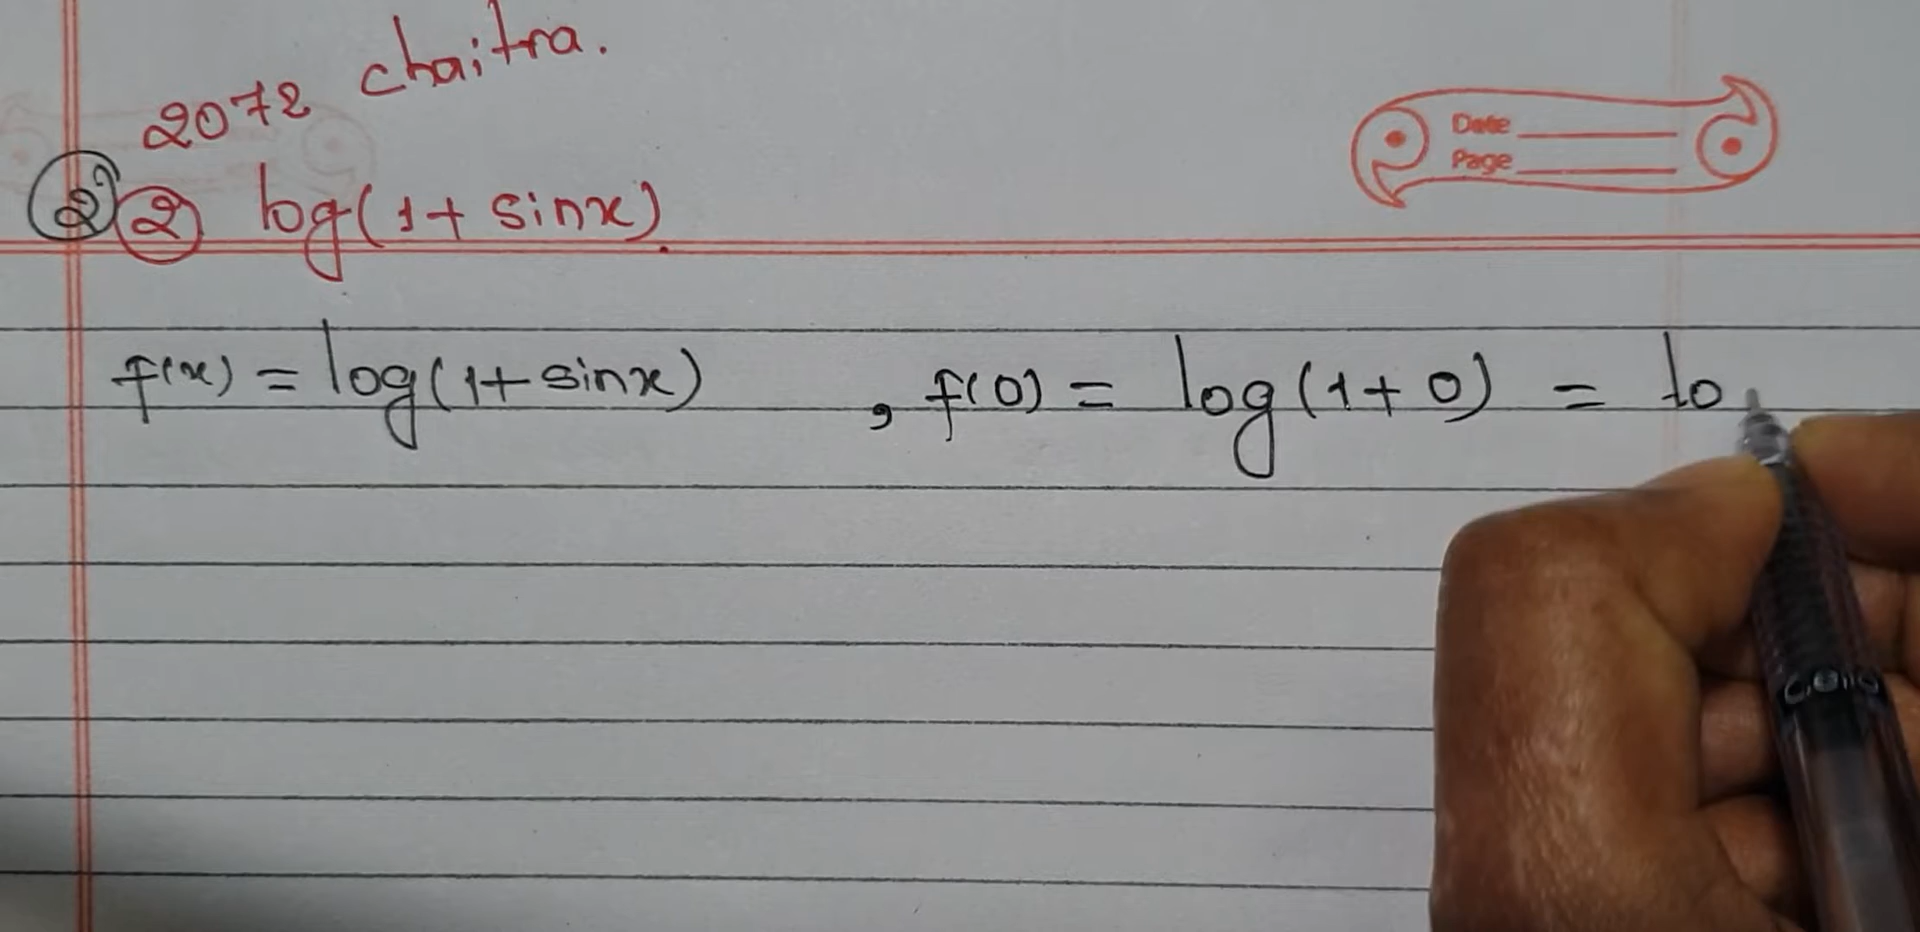 2072 chaitra.
Date
Page
2 2 log(1+ sinx).
f(x) = log(1+sinx) , f(0) = log(1+0) = lo